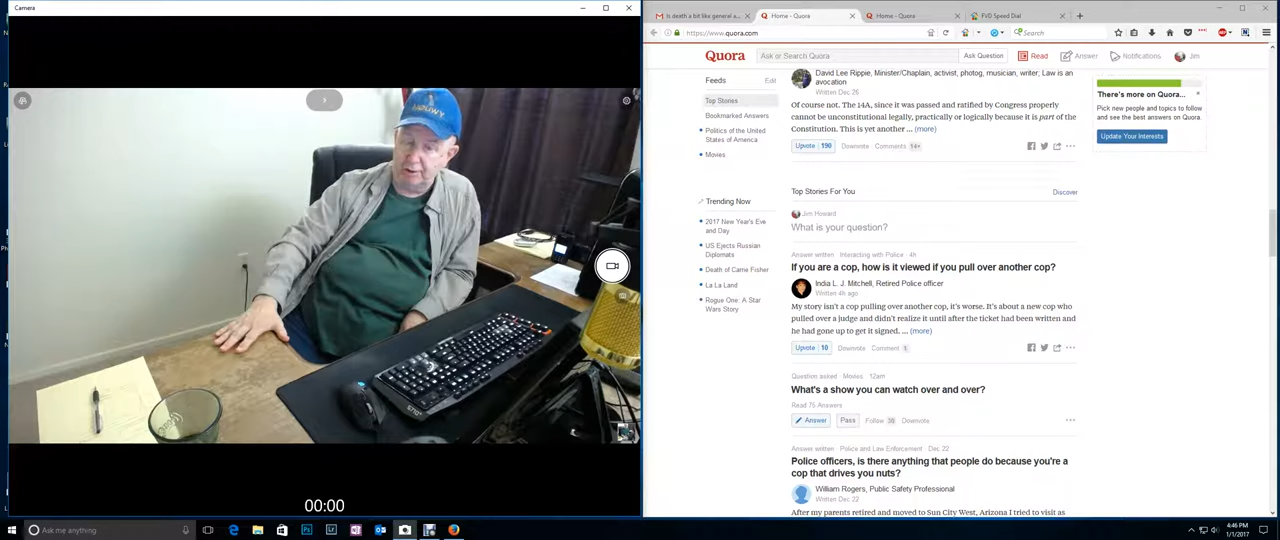 Camera
Is death a bit like general a...
Home - Quora
Home - Quora
FVD Speed Dial
https://www.quora.com
Search
Quora
Ask or Search Quora
Ask Question
Read
Answer
Notifications
Jim
Feeds
Edit
Top Stories
Bookmarked Answers
Politics of the United
States of America
Movies
Trending Now
2017 New Year's Eve
and Day
US Ejects Russian
Diplomats
Death of Carrie Fisher
La La Land
Rogue One: A Star
Wars Story
David Lee Rippie, Minister/Chaplain, activist, photog, musician, writer; Law is an
avocation
Written Dec 26
Of course not. The 14A, since it was passed and ratified by Congress properly
cannot be unconstitutional legally, practically or logically because it is part of the
Constitution. This is yet another ... (more)
Upvote 190 Downvote Comments 14+
Top Stories For You
Discover
Jim Howard
What is your question?
Answer written · Interacting with Police · 4h
If you are a cop, how is it viewed if you pull over another cop?
India L. J. Mitchell, Retired Police officer
Written 4h ago
My story isn't a cop pulling over another cop, it's worse. It's about a new cop who
pulled over a judge and didn't realize it until after the ticket had been written and
he had gone up to get it signed. ... (more)
Upvote 10 Downvote Comment 1
Question asked · Movies · 12am
What's a show you can watch over and over?
Read 75 Answers
Answer Pass Follow 38 Downvote
Answer written · Police and Law Enforcement · Dec 22
Police officers, is there anything that people do because you're a
cop that drives you nuts?
William Rogers, Public Safety Professional
Written Dec 22
After my parents retired and moved to Sun City West, Arizona I tried to visit as
There's more on Quora...
Pick new people and topics to follow
and see the best answers on Quora.
Update Your Interests
G710+
00:00
Ask me anything
4:46 PM
1/1/2017